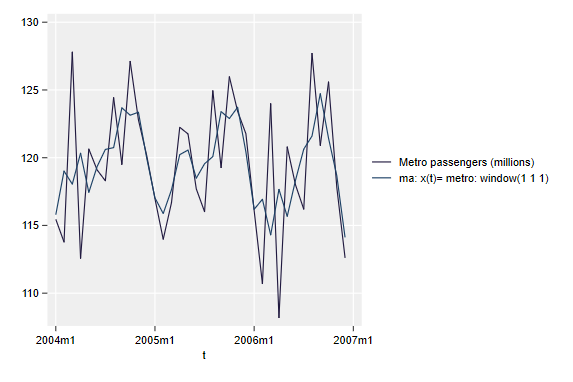 130
125
120
115
110
2004m1 2005m1 2006m1 2007m1
t
Metro passengers (millions)
ma: x(t)= metro: window(1 1 1)